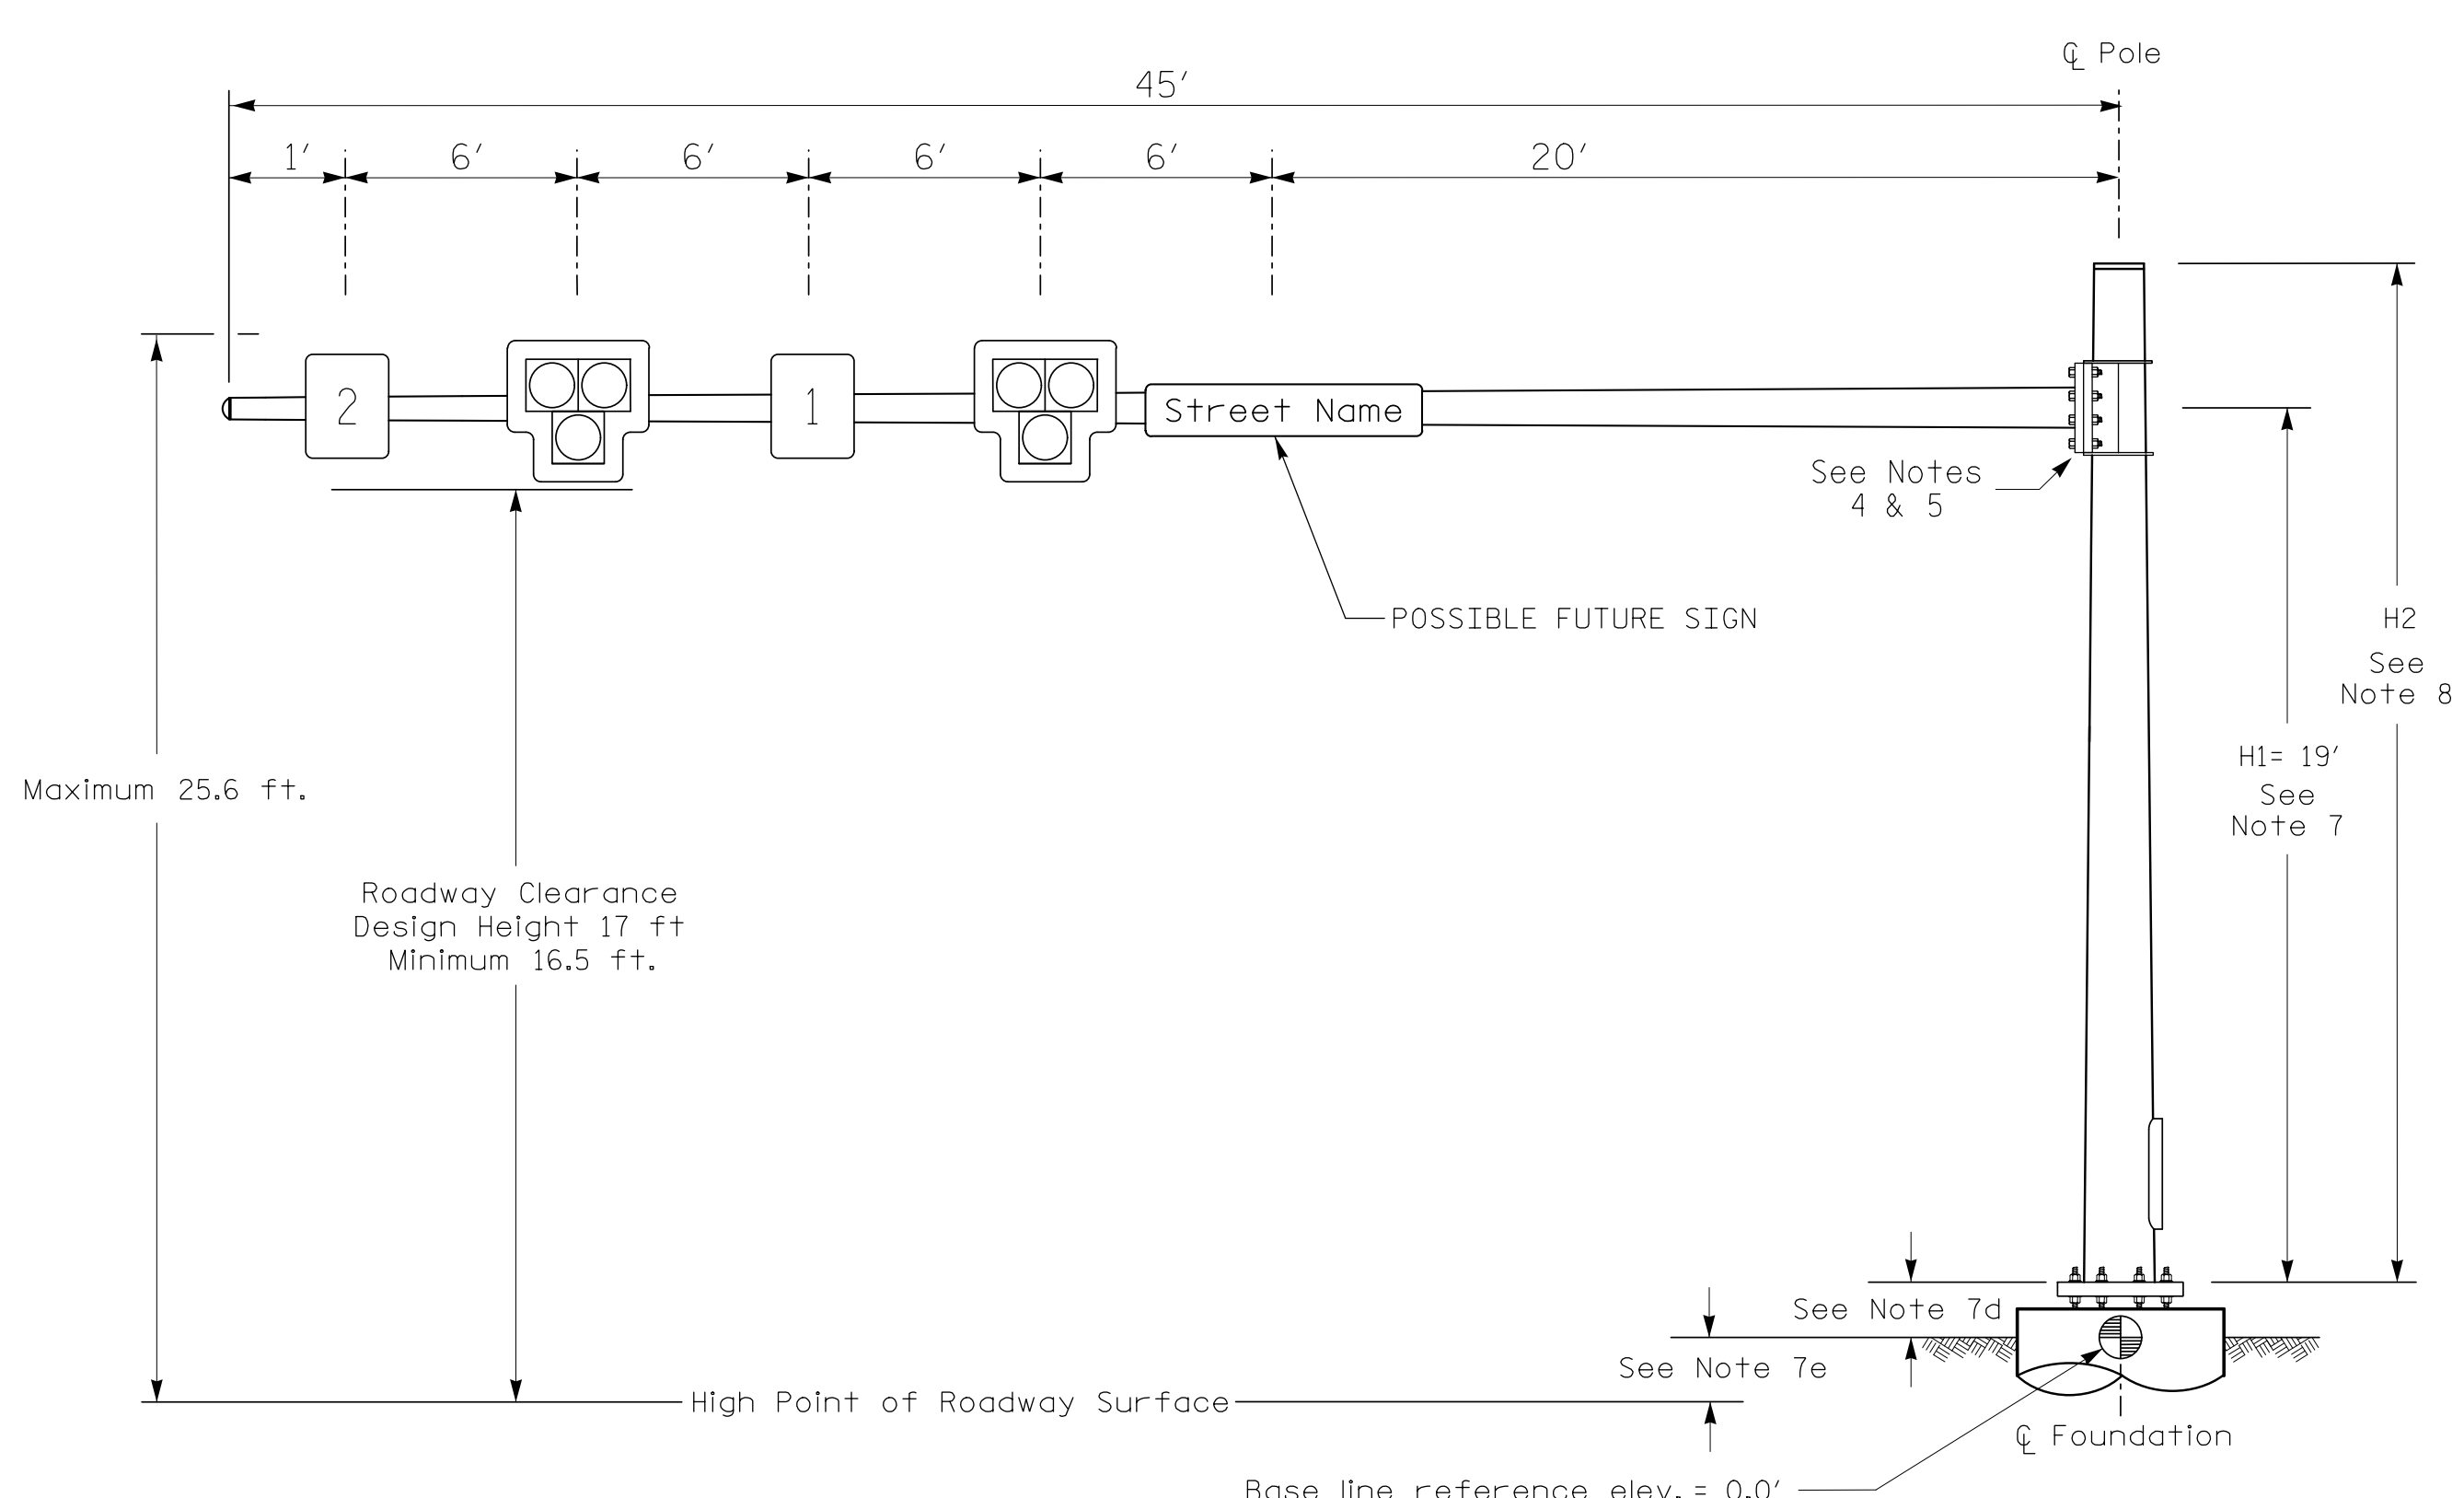 ℄ Pole
45'
1'
6'
6'
6'
6'
20'
2
1
Street Name
See Notes
4 & 5
POSSIBLE FUTURE SIGN
H2
See
Note 8
H1= 19'
See
Note 7
Maximum 25.6 ft.
Roadway Clearance
Design Height 17 ft
Minimum 16.5 ft.
See Note 7d
See Note 7e
High Point of Roadway Surface
℄ Foundation
Base line reference elev. = 0.0'